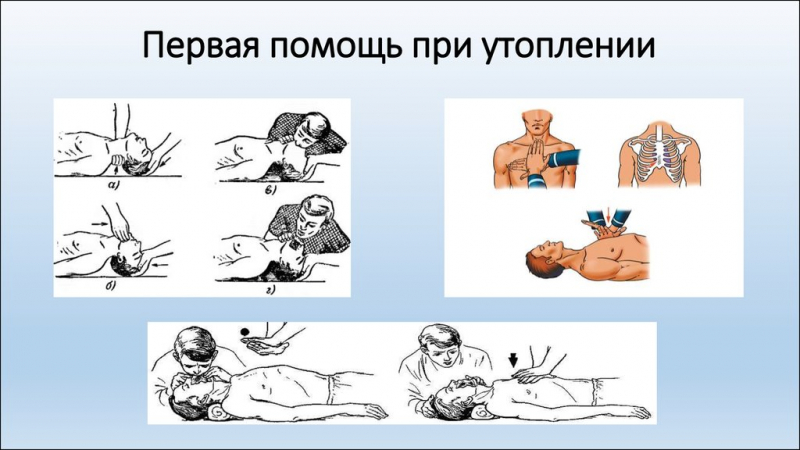 Первая помощь при утоплении
а)
в)
б)
г)